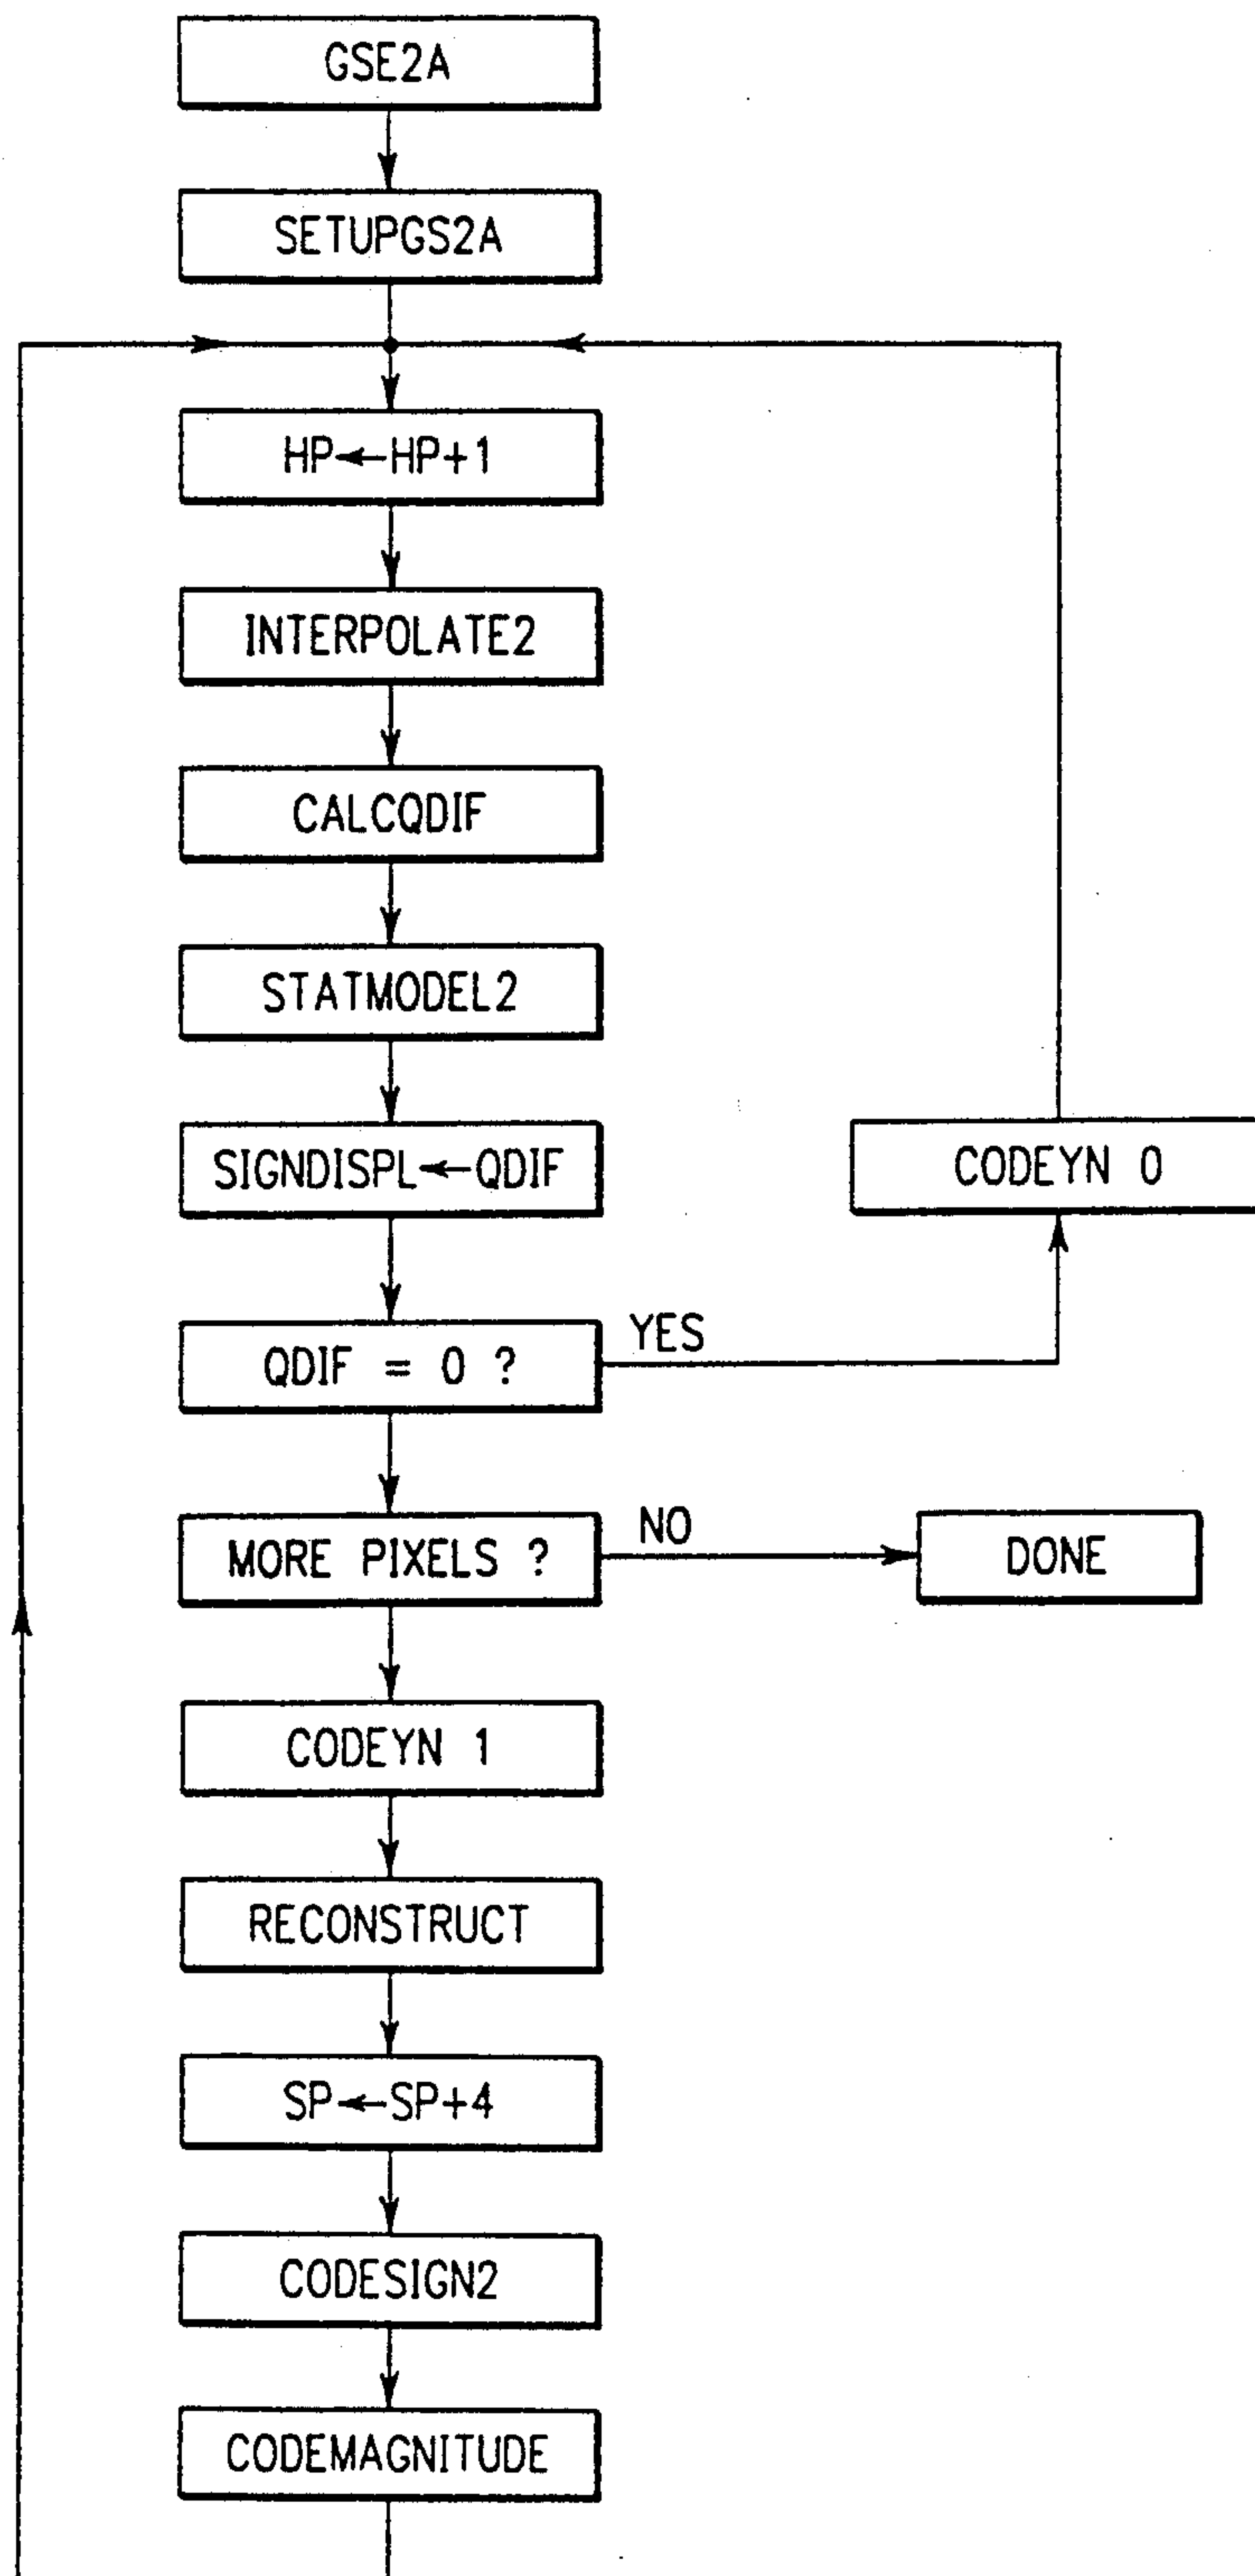 GSE2A
SETUPGS2A
HP←HP+1
INTERPOLATE2
CALCQDIF
STATMODEL2
SIGNDISPL←QDIF
CODEYN 0
QDIF = 0 ?
YES
MORE PIXELS ?
NO
DONE
CODEYN 1
RECONSTRUCT
SP←SP+4
CODESIGN2
CODEMAGNITUDE